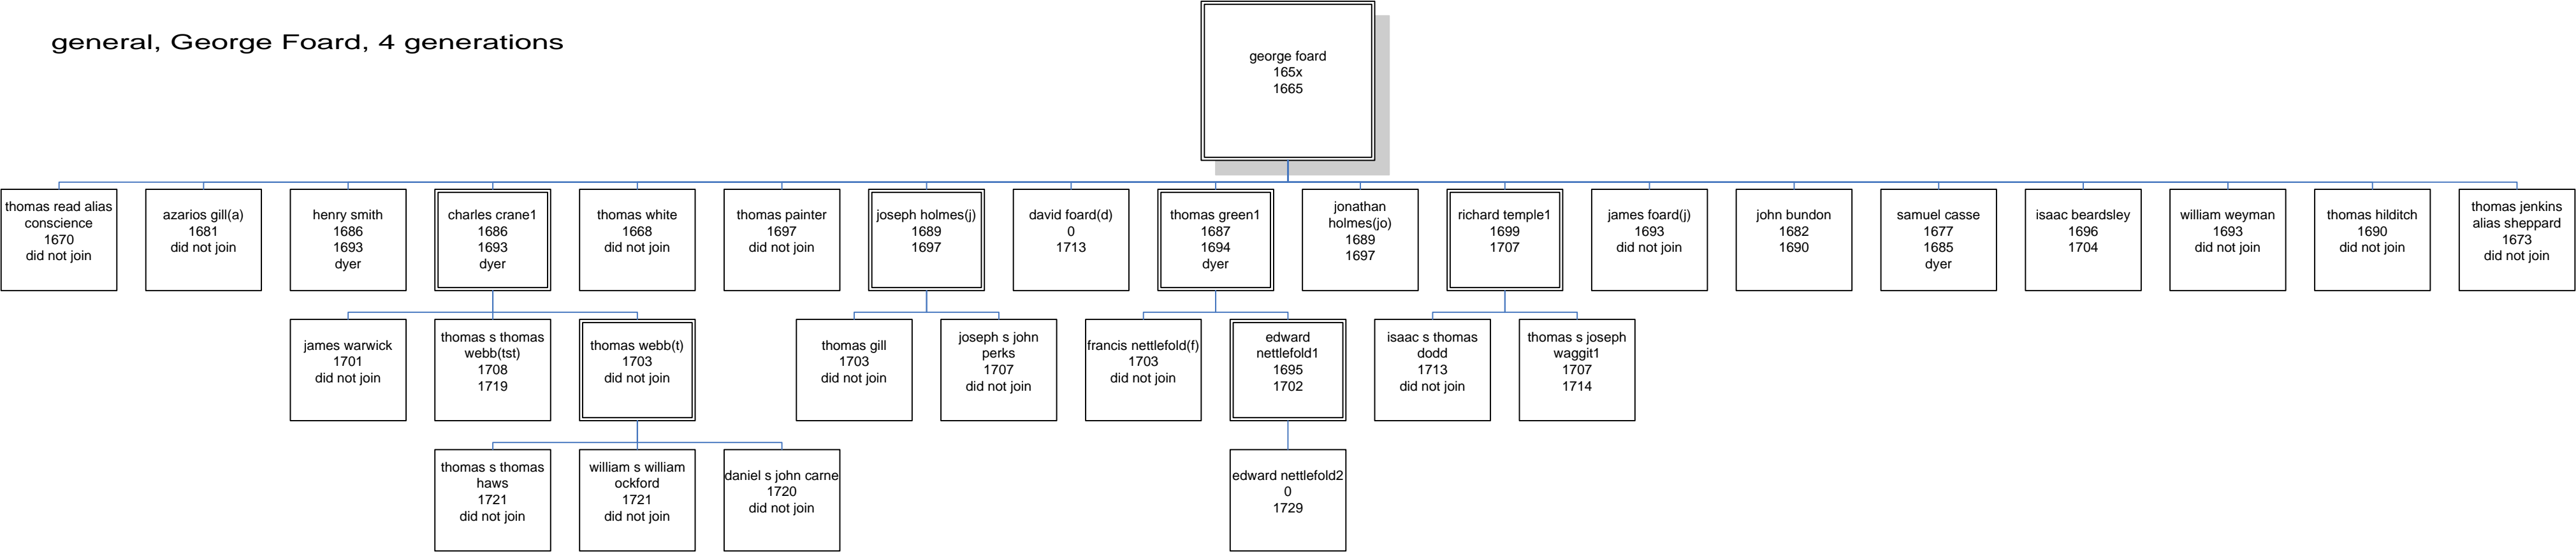 general, George Foard, 4 generations
george foard
165x
1665
thomas read alias
conscience
1670
did not join
azarios gill(a)
1681
did not join
henry smith
1686
1693
dyer
charles crane1
1686
1693
dyer
thomas white
1668
did not join
thomas painter
1697
did not join
joseph holmes(j)
1689
1697
david foard(d)
0
1713
thomas green1
1687
1694
dyer
jonathan
holmes(jo)
1689
1697
richard temple1
1699
1707
james foard(j)
1693
did not join
john bundon
1682
1690
samuel casse
1677
1685
dyer
isaac beardsley
1696
1704
william weyman
1693
did not join
thomas hilditch
1690
did not join
thomas jenkins
alias sheppard
1673
did not join
james warwick
1701
did not join
thomas s thomas
webb(tst)
1708
1719
thomas webb(t)
1703
did not join
thomas gill
1703
did not join
joseph s john
perks
1707
did not join
francis nettlefold(f)
1703
did not join
edward
nettlefold1
1695
1702
isaac s thomas
dodd
1713
did not join
thomas s joseph
waggit1
1707
1714
thomas s thomas
haws
1721
did not join
william s william
ockford
1721
did not join
daniel s john carne
1720
did not join
edward nettlefold2
0
1729